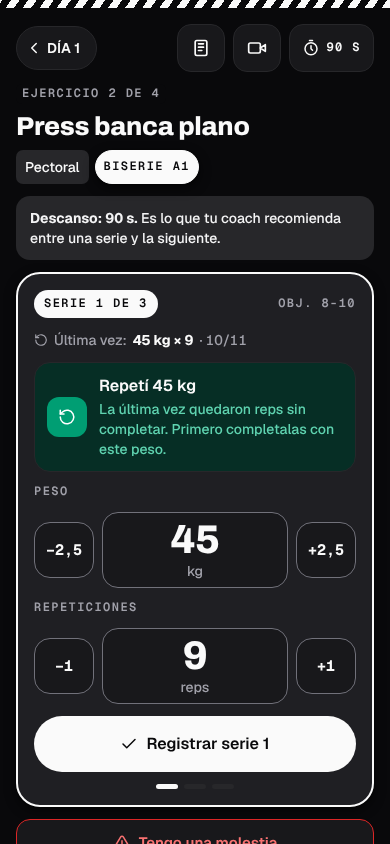 DÍA 1
90 S
EJERCICIO 2 DE 4
Press banca plano
Pectoral
BISERIE A1
Descanso: 90 s. Es lo que tu coach recomienda
entre una serie y la siguiente.
SERIE 1 DE 3
OBJ. 8-10
Última vez: 45 kg × 9 · 10/11
Repetí 45 kg
La última vez quedaron reps sin
completar. Primero completalas con
este peso.
PESO
−2,5
45
kg
+2,5
REPETICIONES
−1
9
reps
+1
Registrar serie 1
Tengo una molestia